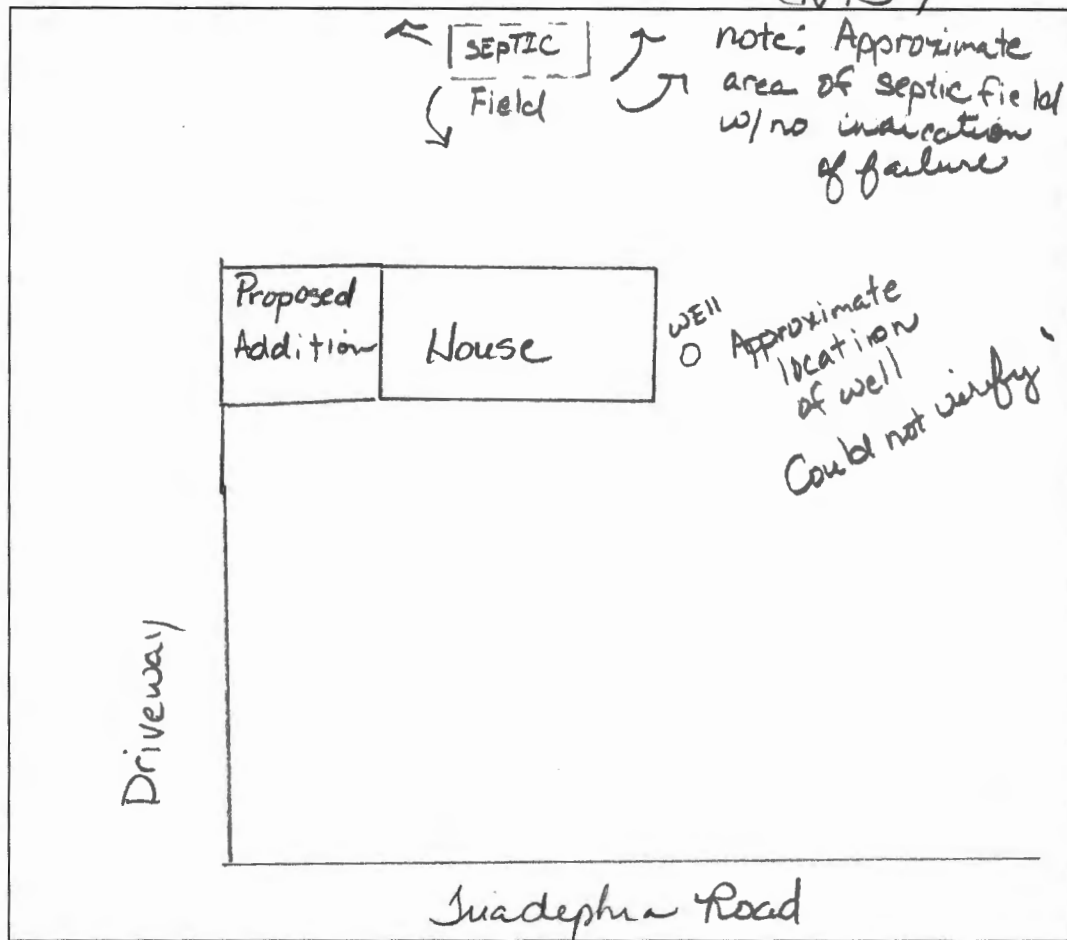 SEPTIC
Field
note: Approximate
area of septic field
w/no indication
of failure
Proposed
Addition
House
WEll
Approximate
location
of well
Could not verify
Driveway
Road